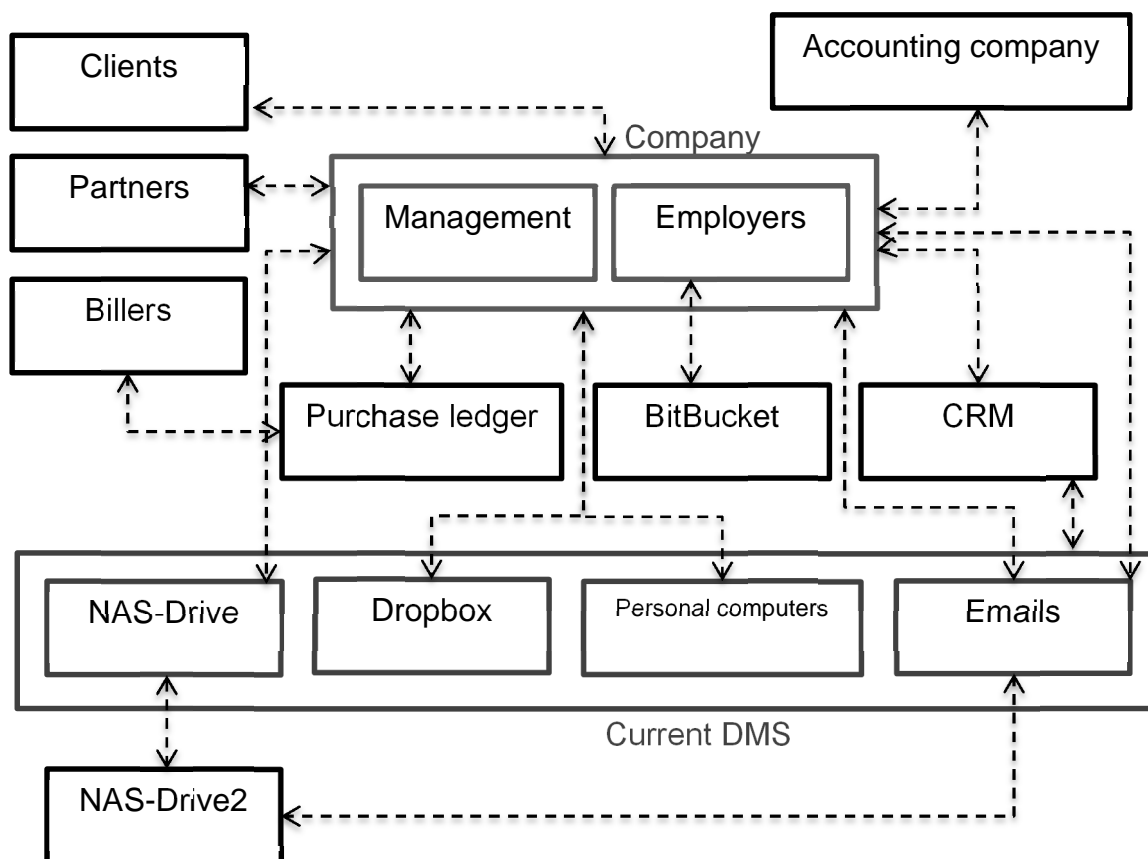 Clients
Accounting company
Company
Partners
Management
Employers
Billers
Purchase ledger
BitBucket
CRM
NAS-Drive
Dropbox
Personal computers
Emails
Current DMS
NAS-Drive2